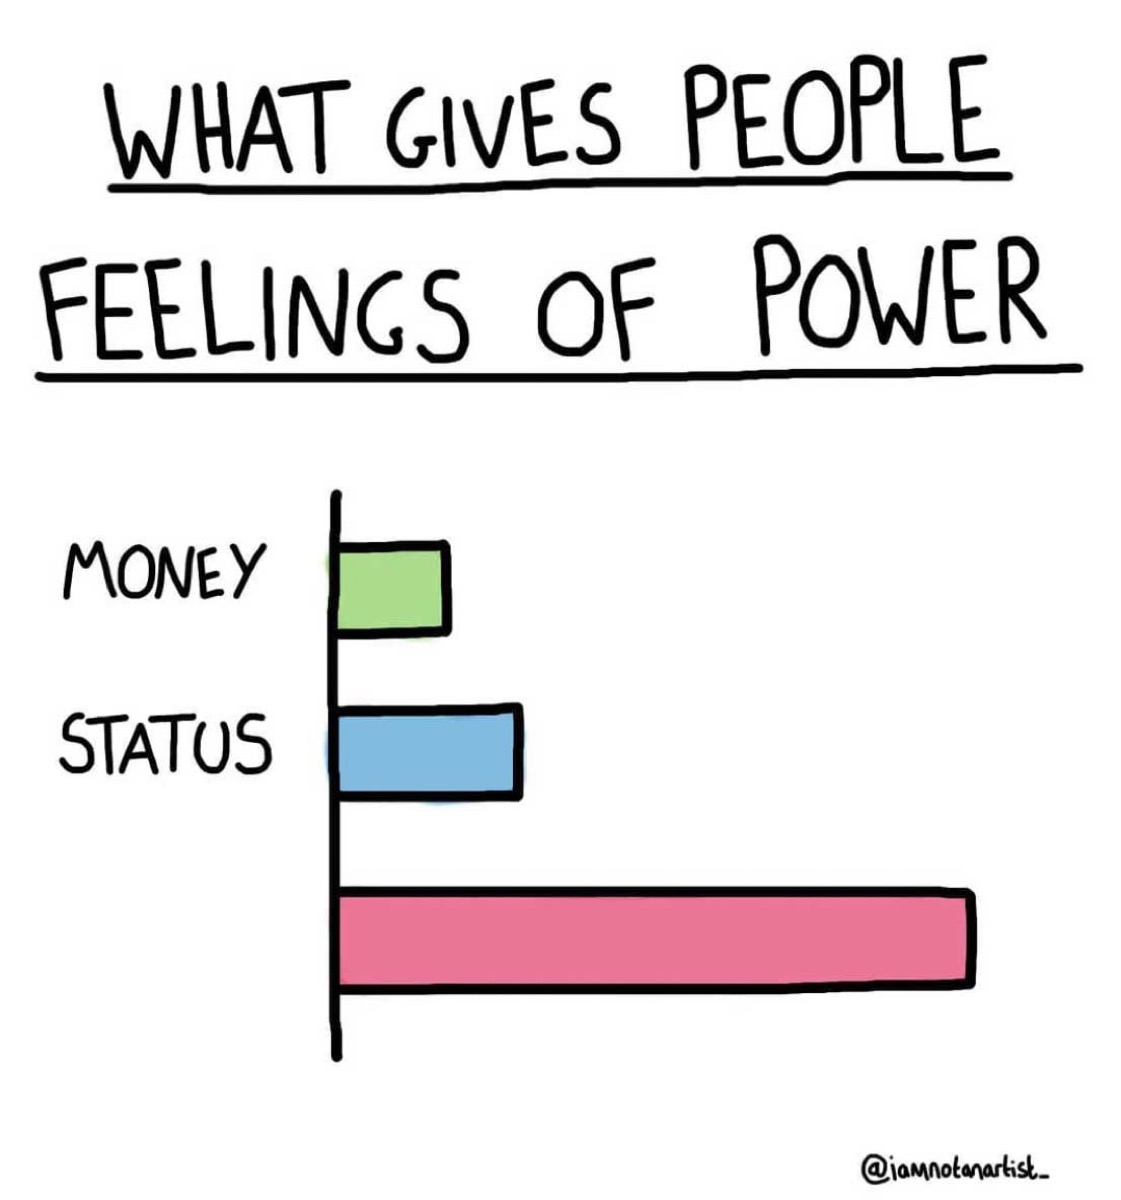 WHAT GIVES PEOPLE
FEELINGS OF POWER
MONEY
STATUS
@iamnotanartist_